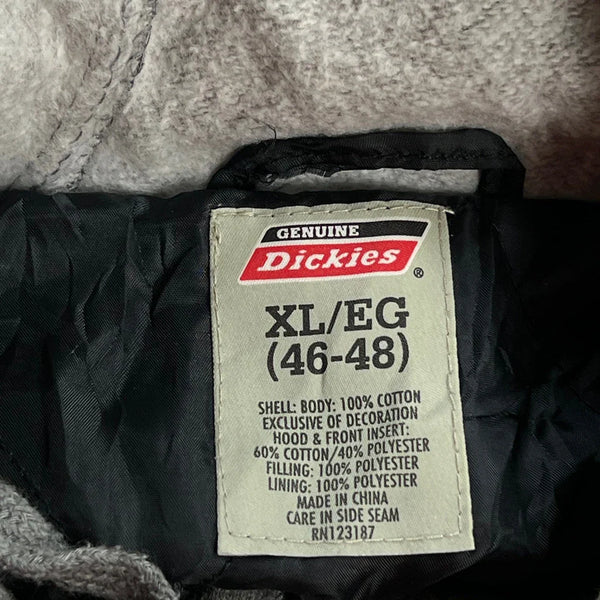 GENUINE
Dickies®
XL/EG
(46-48)
SHELL: BODY: 100% COTTON
EXCLUSIVE OF DECORATION
HOOD & FRONT INSERT:
60% COTTON/40% POLYESTER
FILLING: 100% POLYESTER
LINING: 100% POLYESTER
MADE IN CHINA
CARE IN SIDE SEAM
RN123187